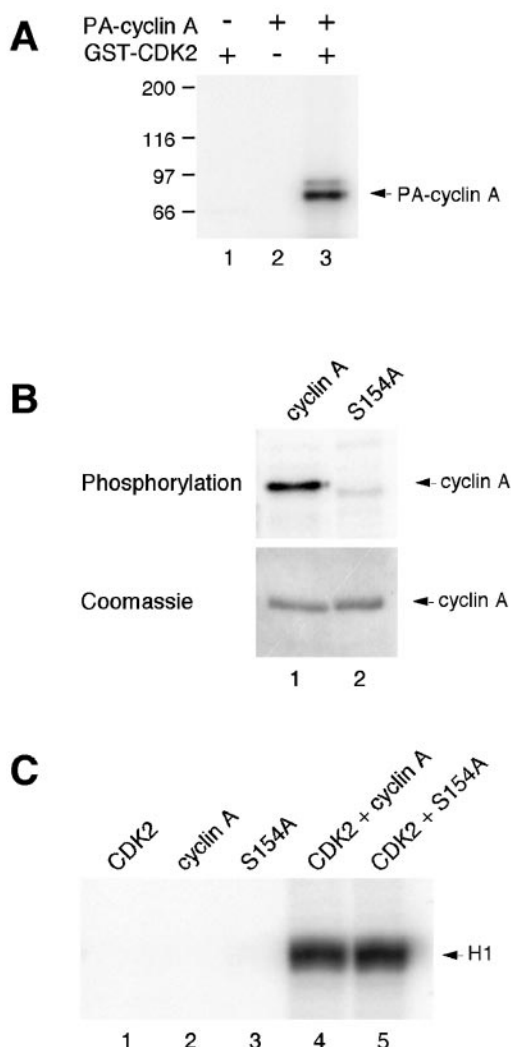 A
PA-cyclin A - + +
GST-CDK2 + - +
200
116
97
66
PA-cyclin A
1 2 3
B
cyclin A S154A
Phosphorylation cyclin A
Coomassie cyclin A
1 2
C
CDK2 cyclin A S154A CDK2 + cyclin A CDK2 + S154A
H1
1 2 3 4 5